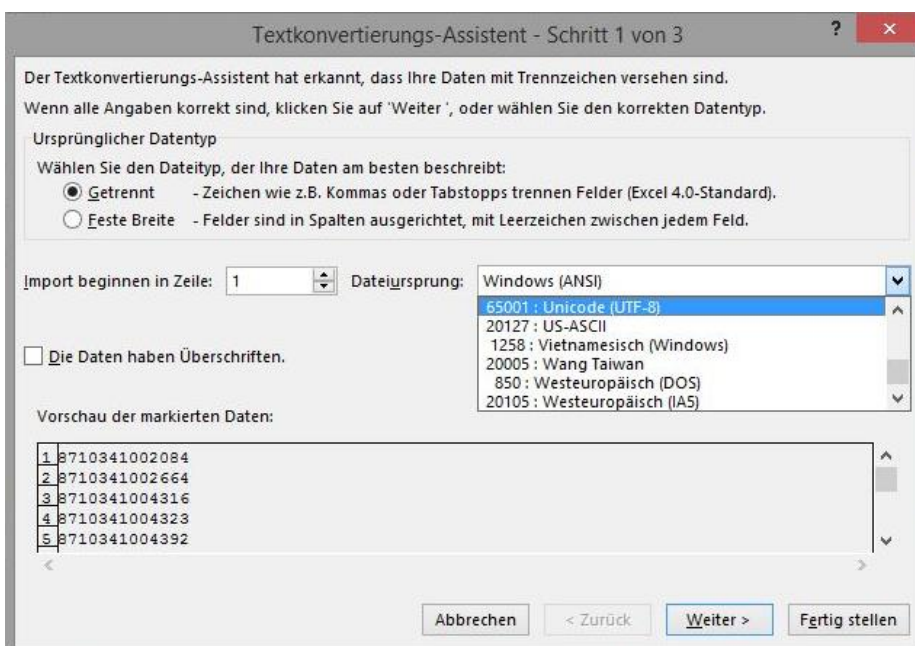 Textkonvertierungs-Assistent - Schritt 1 von 3
?
×
Der Textkonvertierungs-Assistent hat erkannt, dass Ihre Daten mit Trennzeichen versehen sind.
Wenn alle Angaben korrekt sind, klicken Sie auf 'Weiter ', oder wählen Sie den korrekten Datentyp.
Ursprünglicher Datentyp
Wählen Sie den Dateityp, der Ihre Daten am besten beschreibt:
Getrennt - Zeichen wie z.B. Kommas oder Tabstopps trennen Felder (Excel 4.0-Standard).
Feste Breite - Felder sind in Spalten ausgerichtet, mit Leerzeichen zwischen jedem Feld.
Import beginnen in Zeile: 1 Dateiursprung: Windows (ANSI)
65001 : Unicode (UTF-8)
20127 : US-ASCII
1258 : Vietnamesisch (Windows)
20005 : Wang Taiwan
850 : Westeuropäisch (DOS)
20105 : Westeuropäisch (IA5)
Die Daten haben Überschriften.
Vorschau der markierten Daten:
1 8710341002084
2 8710341002664
3 8710341004316
4 8710341004323
5 8710341004392
Abbrechen < Zurück Weiter > Fertig stellen